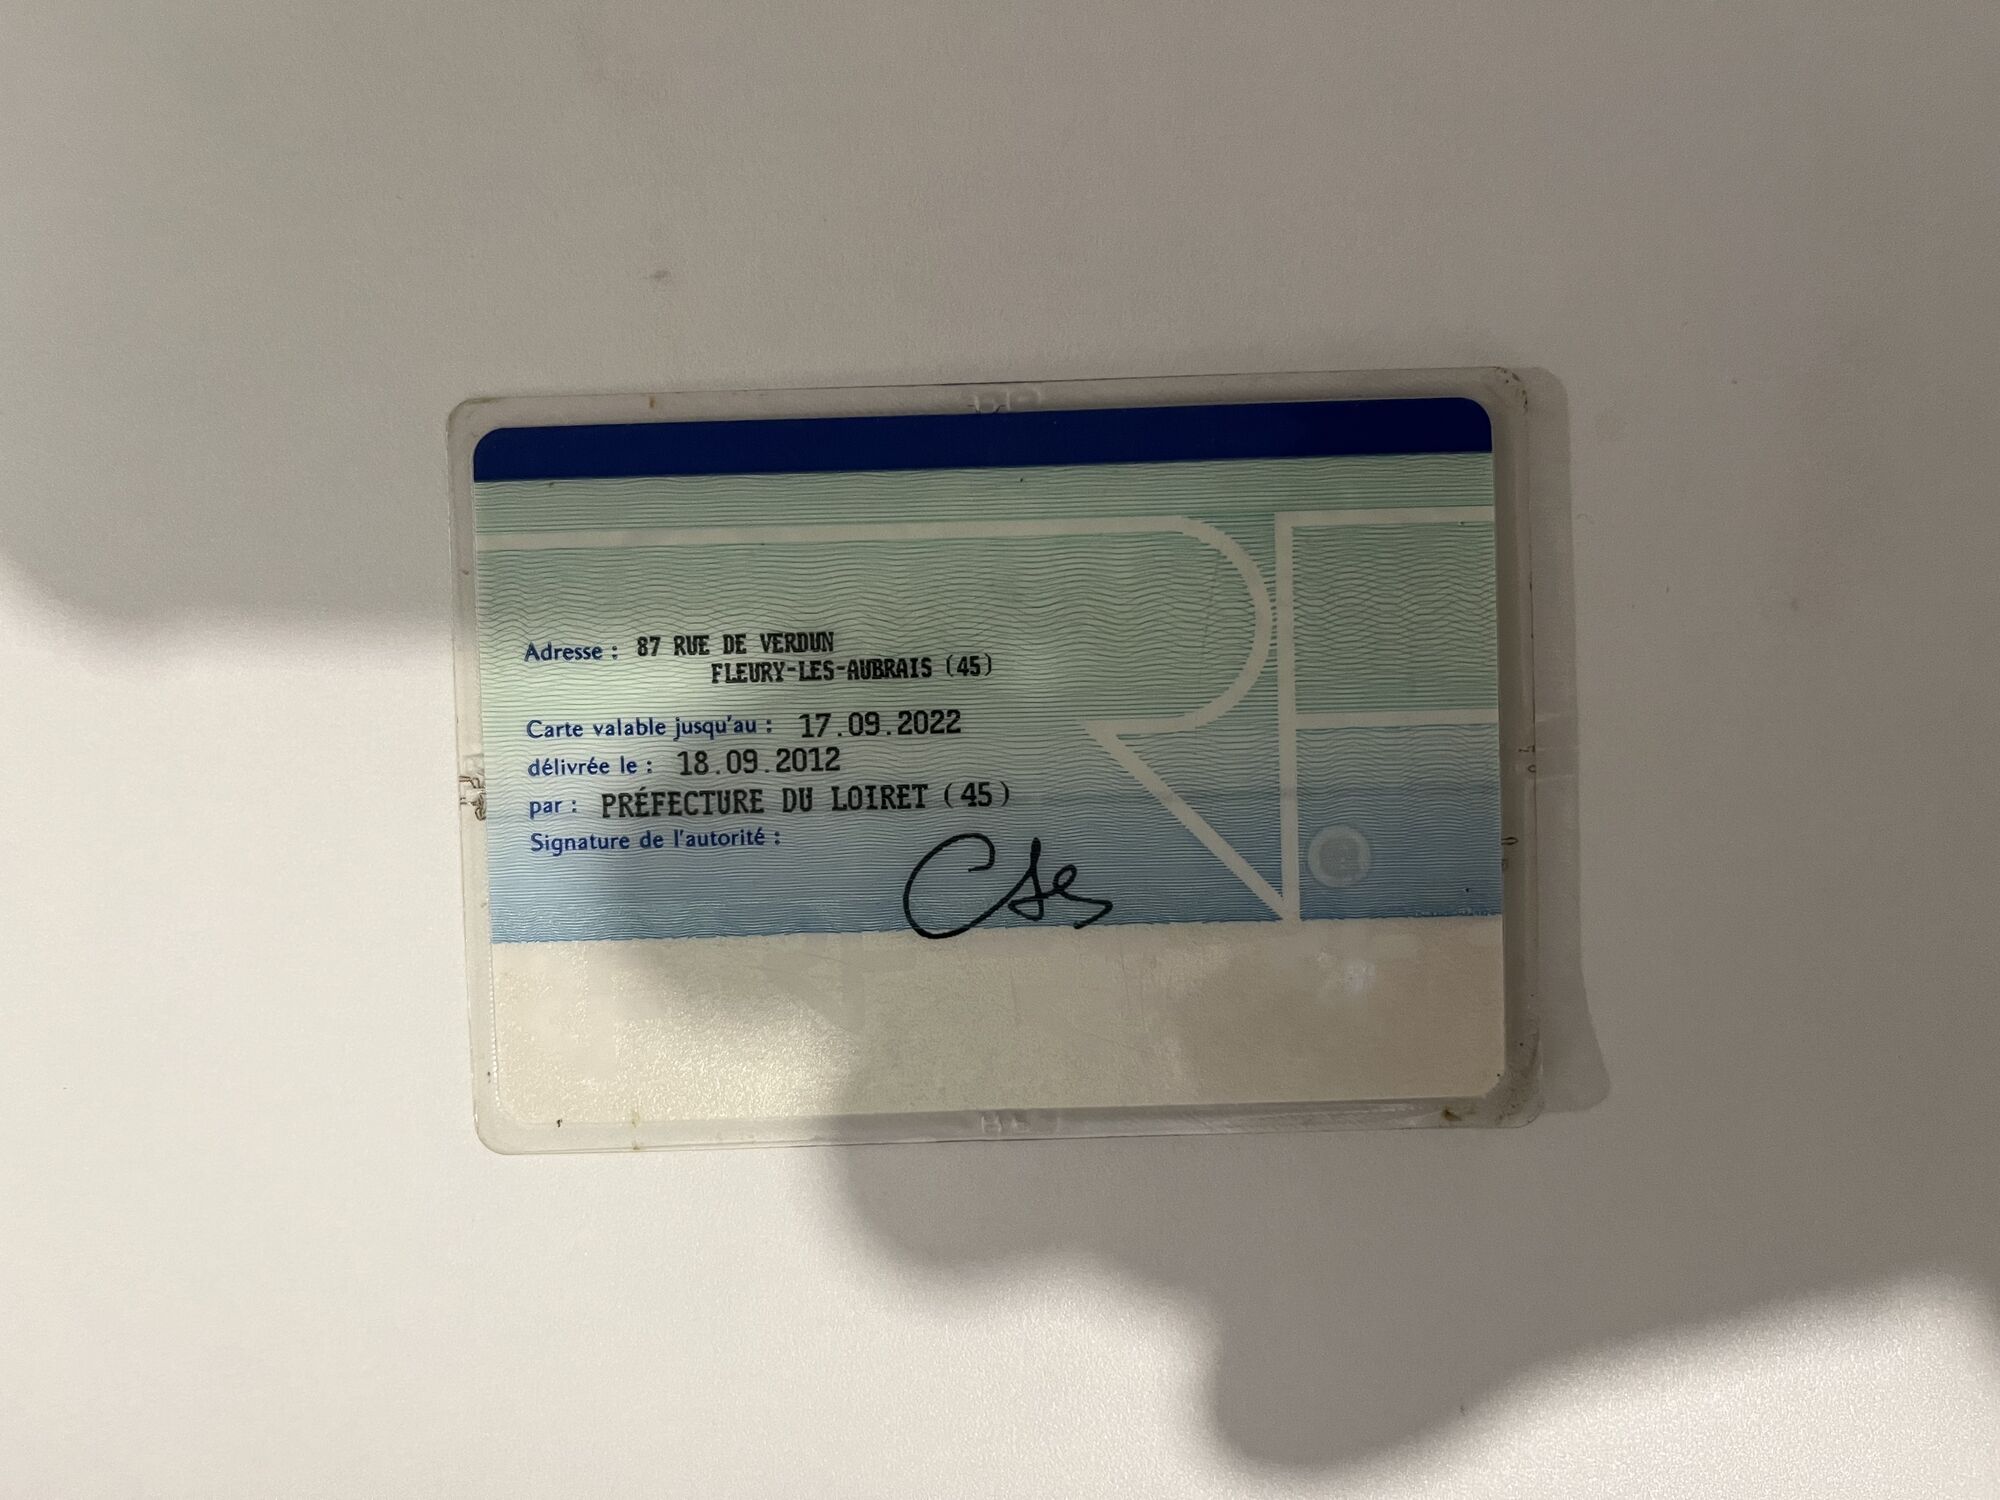 Adresse : 87 RUE DE VERDUN
FLEURY-LES-AUBRAIS (45)
Carte valable jusqu'au : 17.09.2022
délivrée le : 18.09.2012
par : PRÉFECTURE DU LOIRET (45)
Signature de l'autorité :
RF